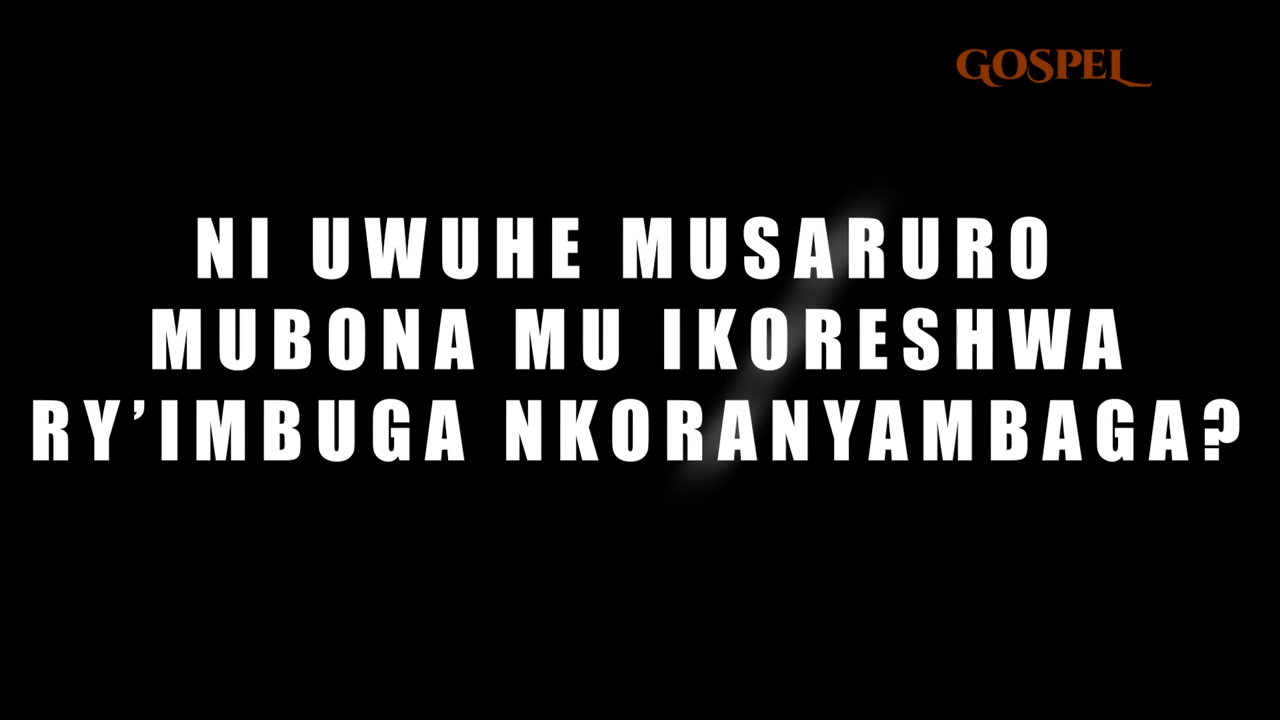 GOSPEL
NI UWUHE MUSARURO
MUBONA MU IKORESHWA
RY’IMBUGA NKORANYAMBAGA?